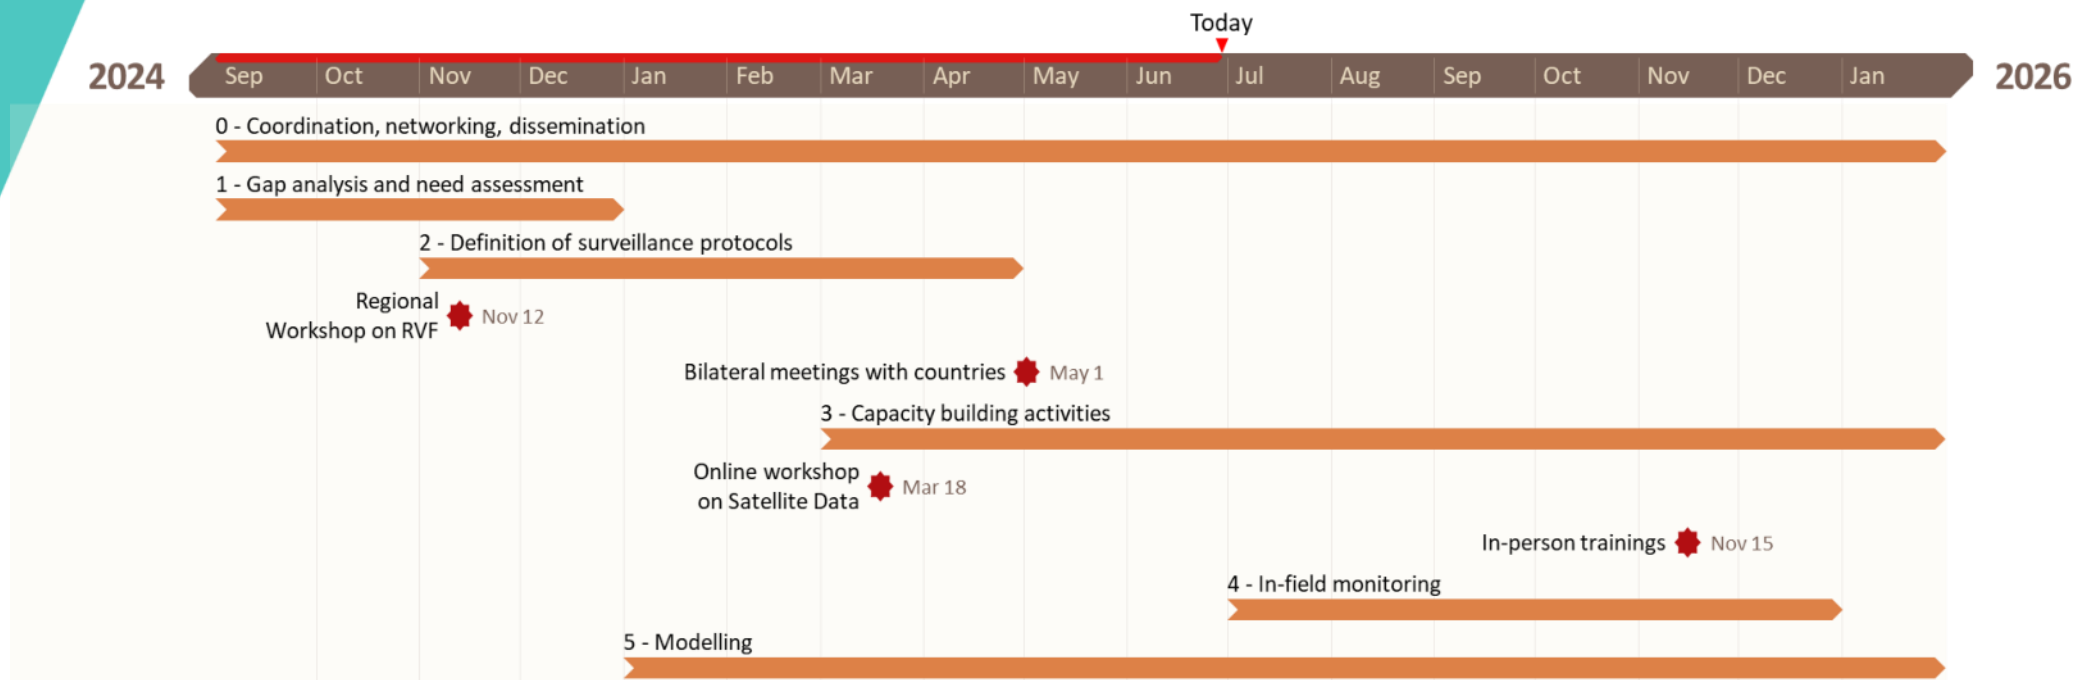 Today
2024
Sep Oct Nov Dec Jan Feb Mar Apr May Jun Jul Aug Sep Oct Nov Dec Jan
2026
0 - Coordination, networking, dissemination
1 - Gap analysis and need assessment
2 - Definition of surveillance protocols
Regional
Workshop on RVF
Nov 12
Bilateral meetings with countries
May 1
3 - Capacity building activities
Online workshop
on Satellite Data
Mar 18
In-person trainings
Nov 15
4 - In-field monitoring
5 - Modelling